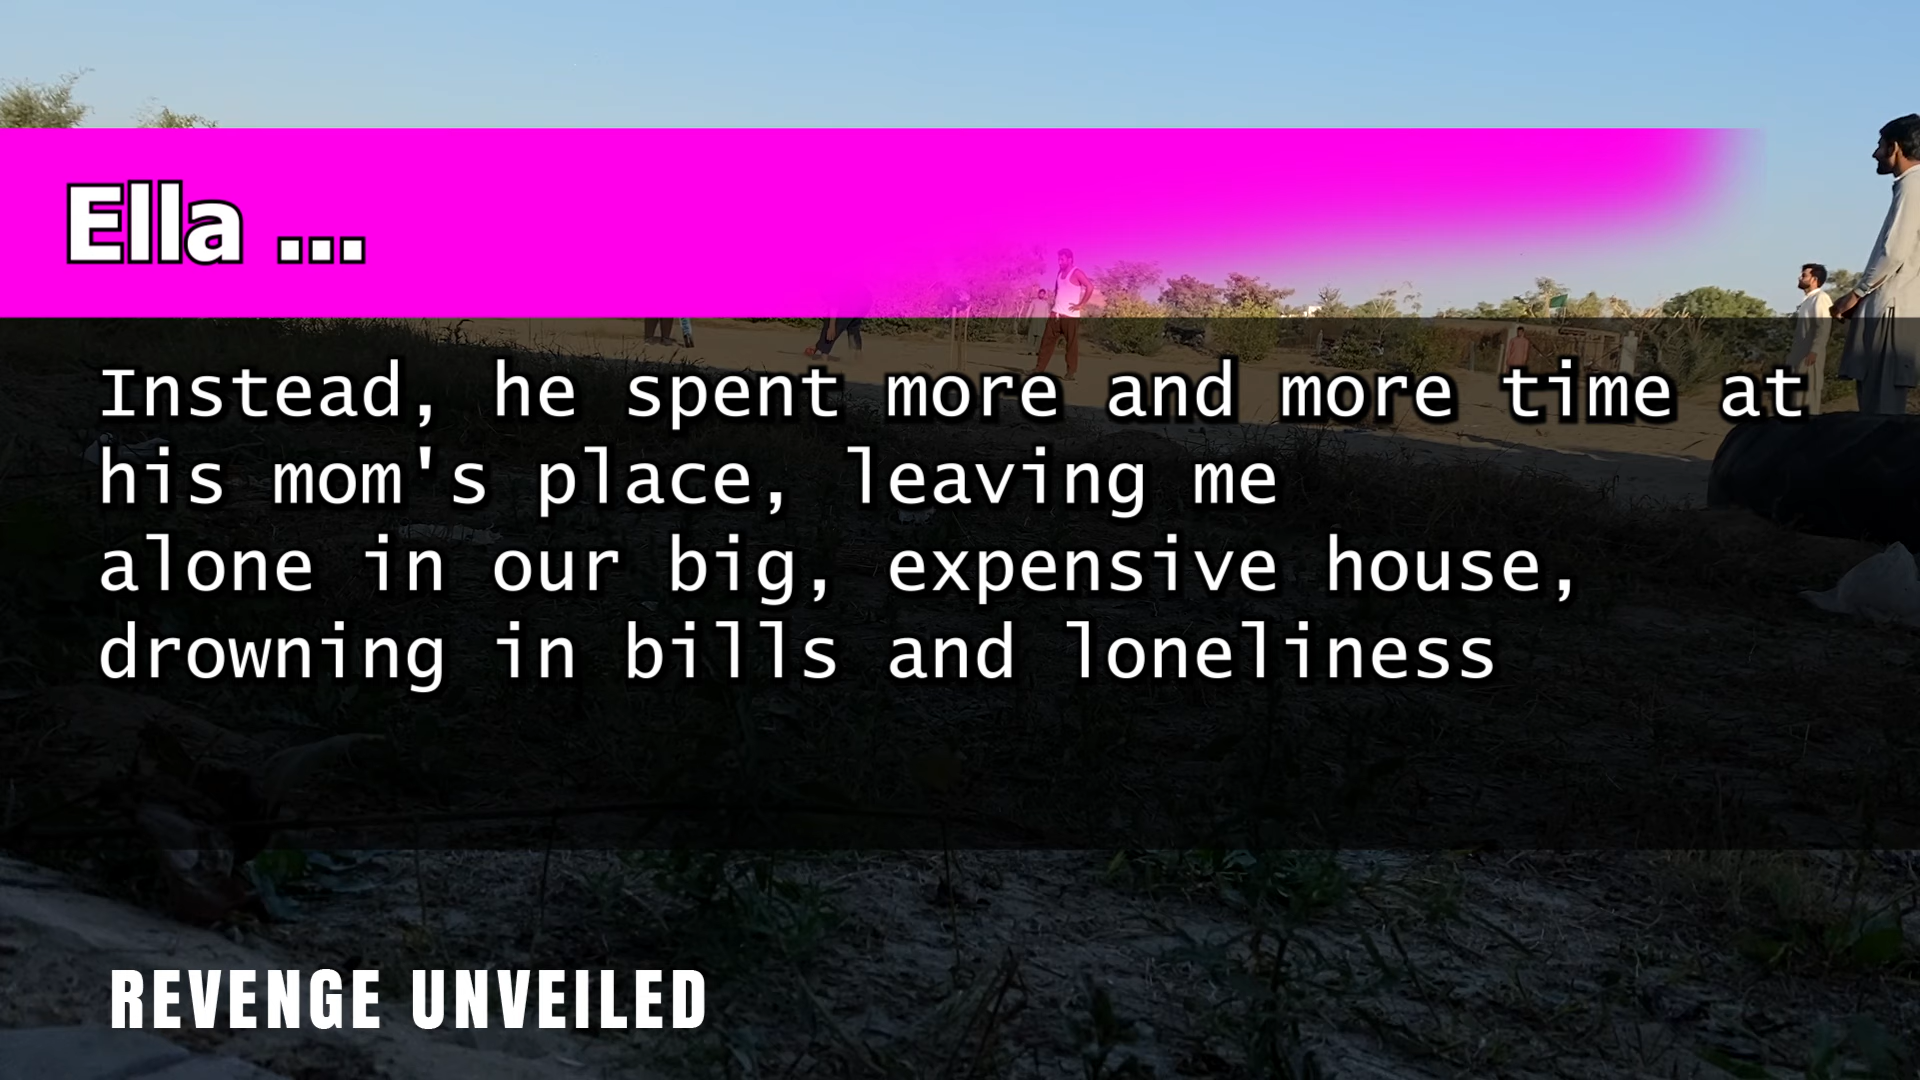 Ella ...
Instead, he spent more and more time at
his mom's place, leaving me
alone in our big, expensive house,
drowning in bills and loneliness
REVENGE UNVEILED